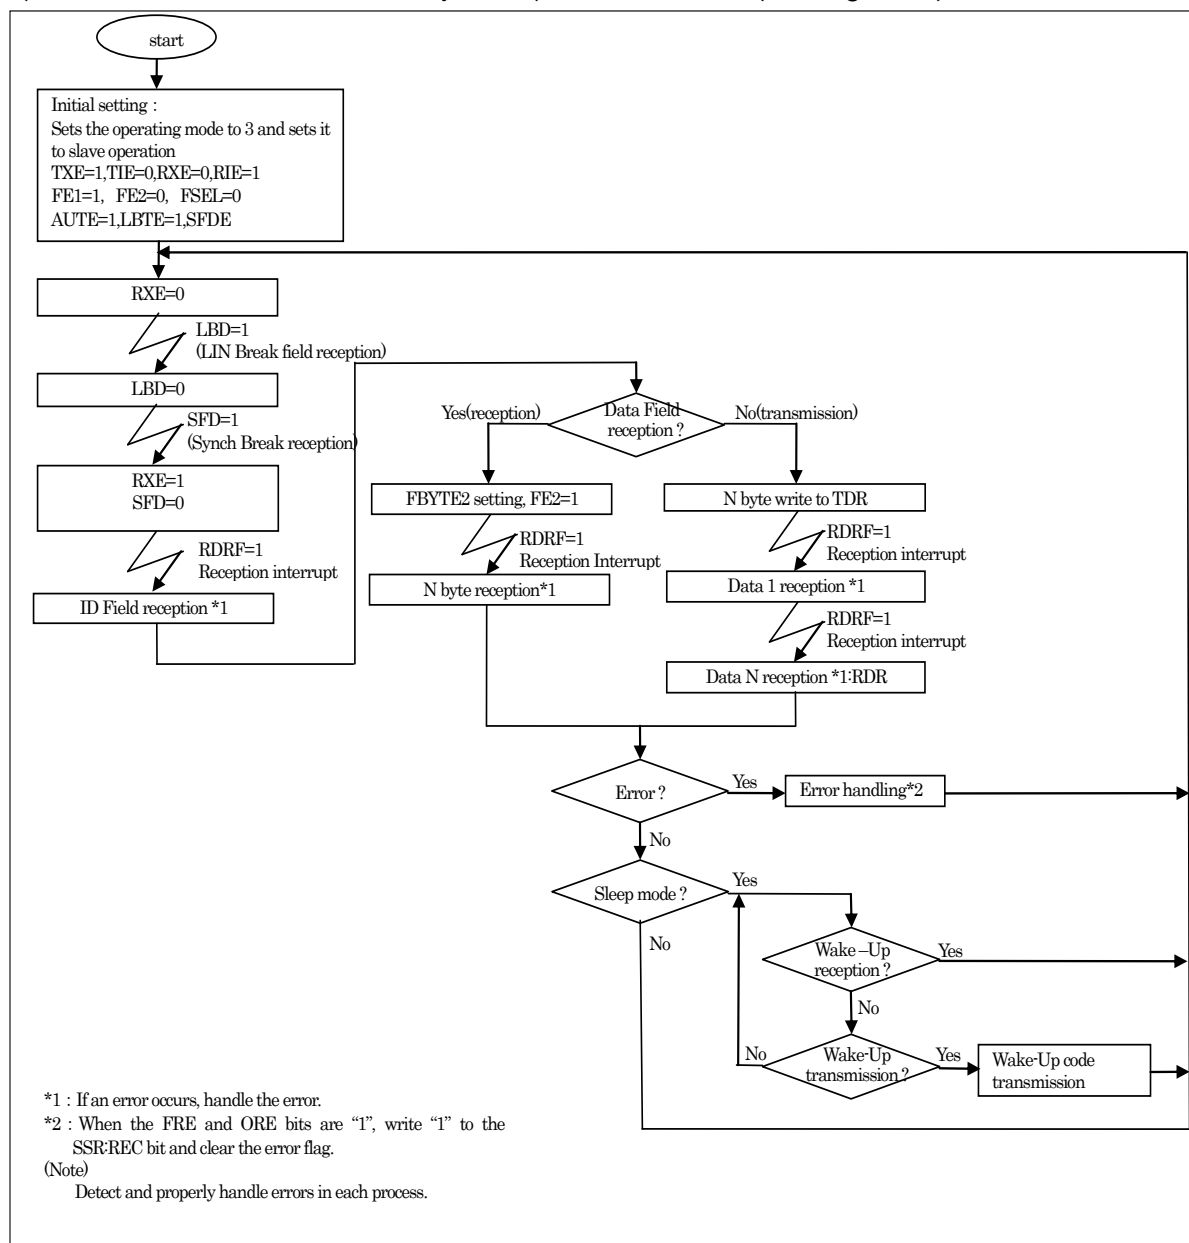 start
Initial setting :
Sets the operating mode to 3 and sets it
to slave operation
TXE=1,TIE=0,RXE=0,RIE=1
FE1=1, FE2=0, FSEL=0
AUTE=1,LBTE=1,SFDE
RXE=0
LBD=1
(LIN Break field reception)
LBD=0
SFD=1
(Synch Break reception)
RXE=1
SFD=0
RDRF=1
Reception interrupt
ID Field reception *1
Data Field
reception ?
Yes(reception)
No(transmission)
FBYTE2 setting, FE2=1
RDRF=1
Reception Interrupt
N byte reception*1
N byte write to TDR
RDRF=1
Reception interrupt
Data 1 reception *1
RDRF=1
Reception interrupt
Data N reception *1:RDR
Error ?
Yes
Error handling*2
No
Sleep mode ?
Yes
No
Wake –Up
reception ?
Yes
No
Wake-Up
transmission ?
No
Yes
Wake-Up code
transmission
*1 : If an error occurs, handle the error.
*2 : When the FRE and ORE bits are “1”, write “1” to the
SSR:REC bit and clear the error flag.
(Note)
Detect and properly handle errors in each process.